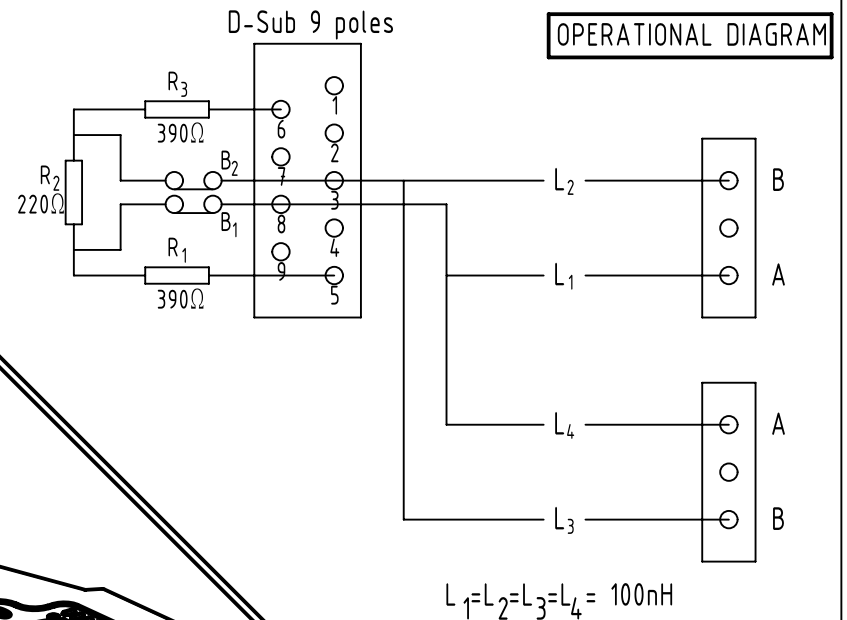 D-Sub 9 poles
OPERATIONAL DIAGRAM
R3
390Ω
1
6
2
R2
220Ω
B2
7
3
B1
8
4
R1
390Ω
9
5
L2
B
L1
A
L4
A
L3
B
L1=L2=L3=L4= 100nH